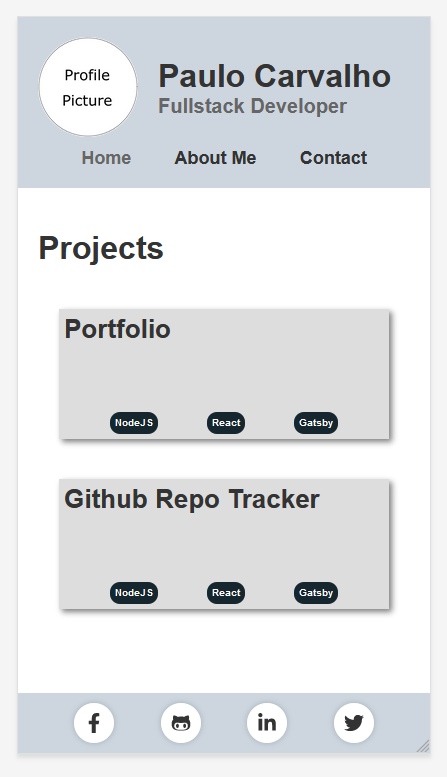 Profile
Picture
Paulo Carvalho
Fullstack Developer
Home About Me Contact
Projects
Portfolio
NodeJS React Gatsby
Github Repo Tracker
NodeJS React Gatsby